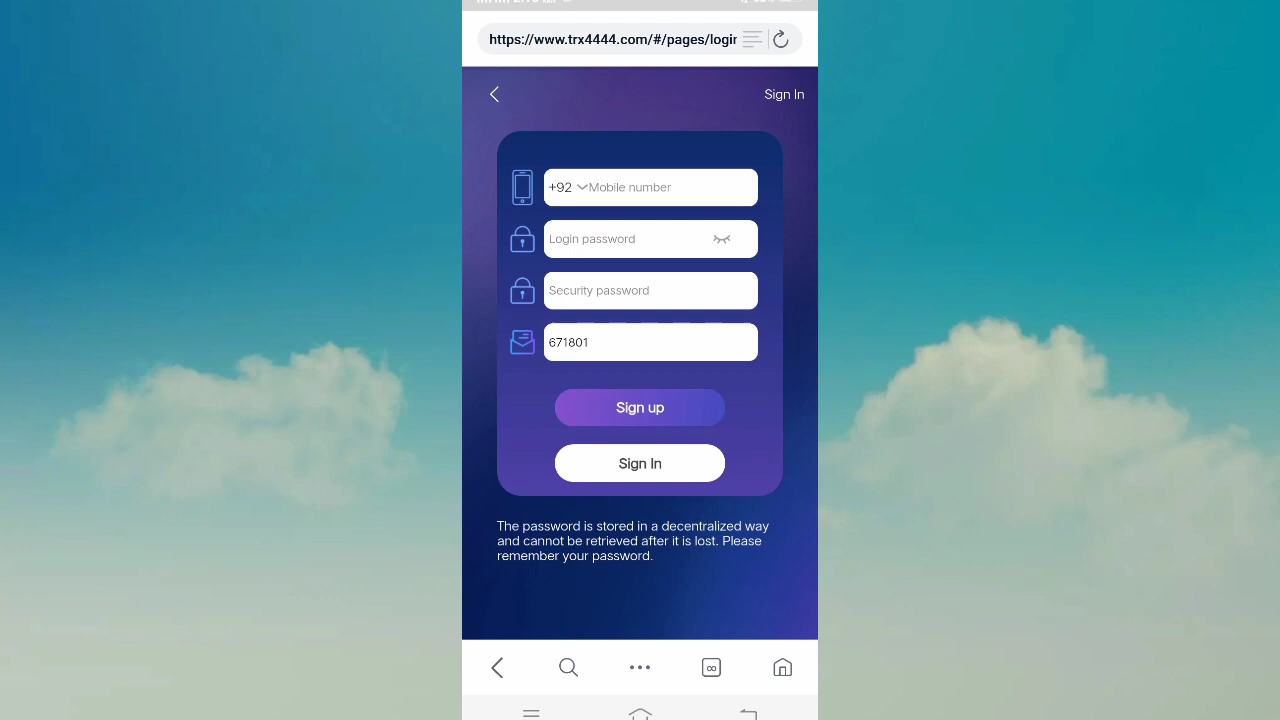 https://www.trx4444.com/#/pages/login
Sign In
+92 Mobile number
Login password
Security password
671801
Sign up
Sign In
The password is stored in a decentralized way
and cannot be retrieved after it is lost. Please
remember your password.